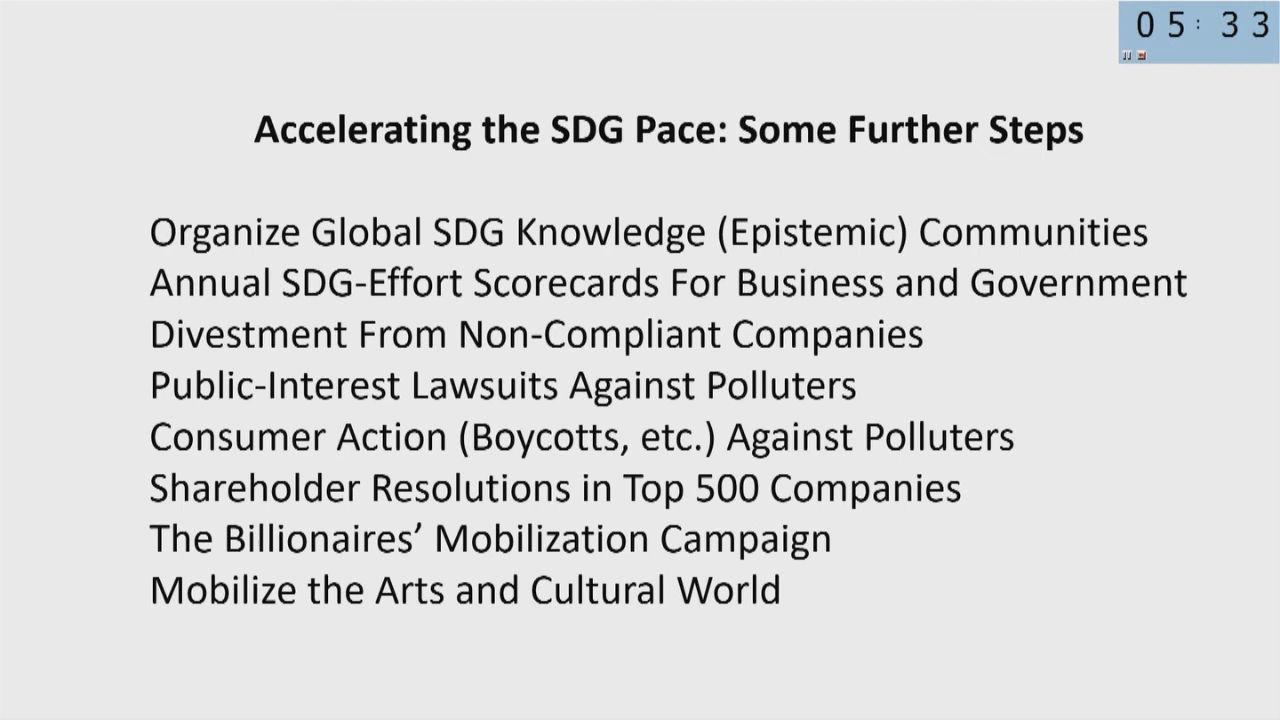 05:33
Accelerating the SDG Pace: Some Further Steps
Organize Global SDG Knowledge (Epistemic) Communities
Annual SDG-Effort Scorecards For Business and Government
Divestment From Non-Compliant Companies
Public-Interest Lawsuits Against Polluters
Consumer Action (Boycotts, etc.) Against Polluters
Shareholder Resolutions in Top 500 Companies
The Billionaires’ Mobilization Campaign
Mobilize the Arts and Cultural World